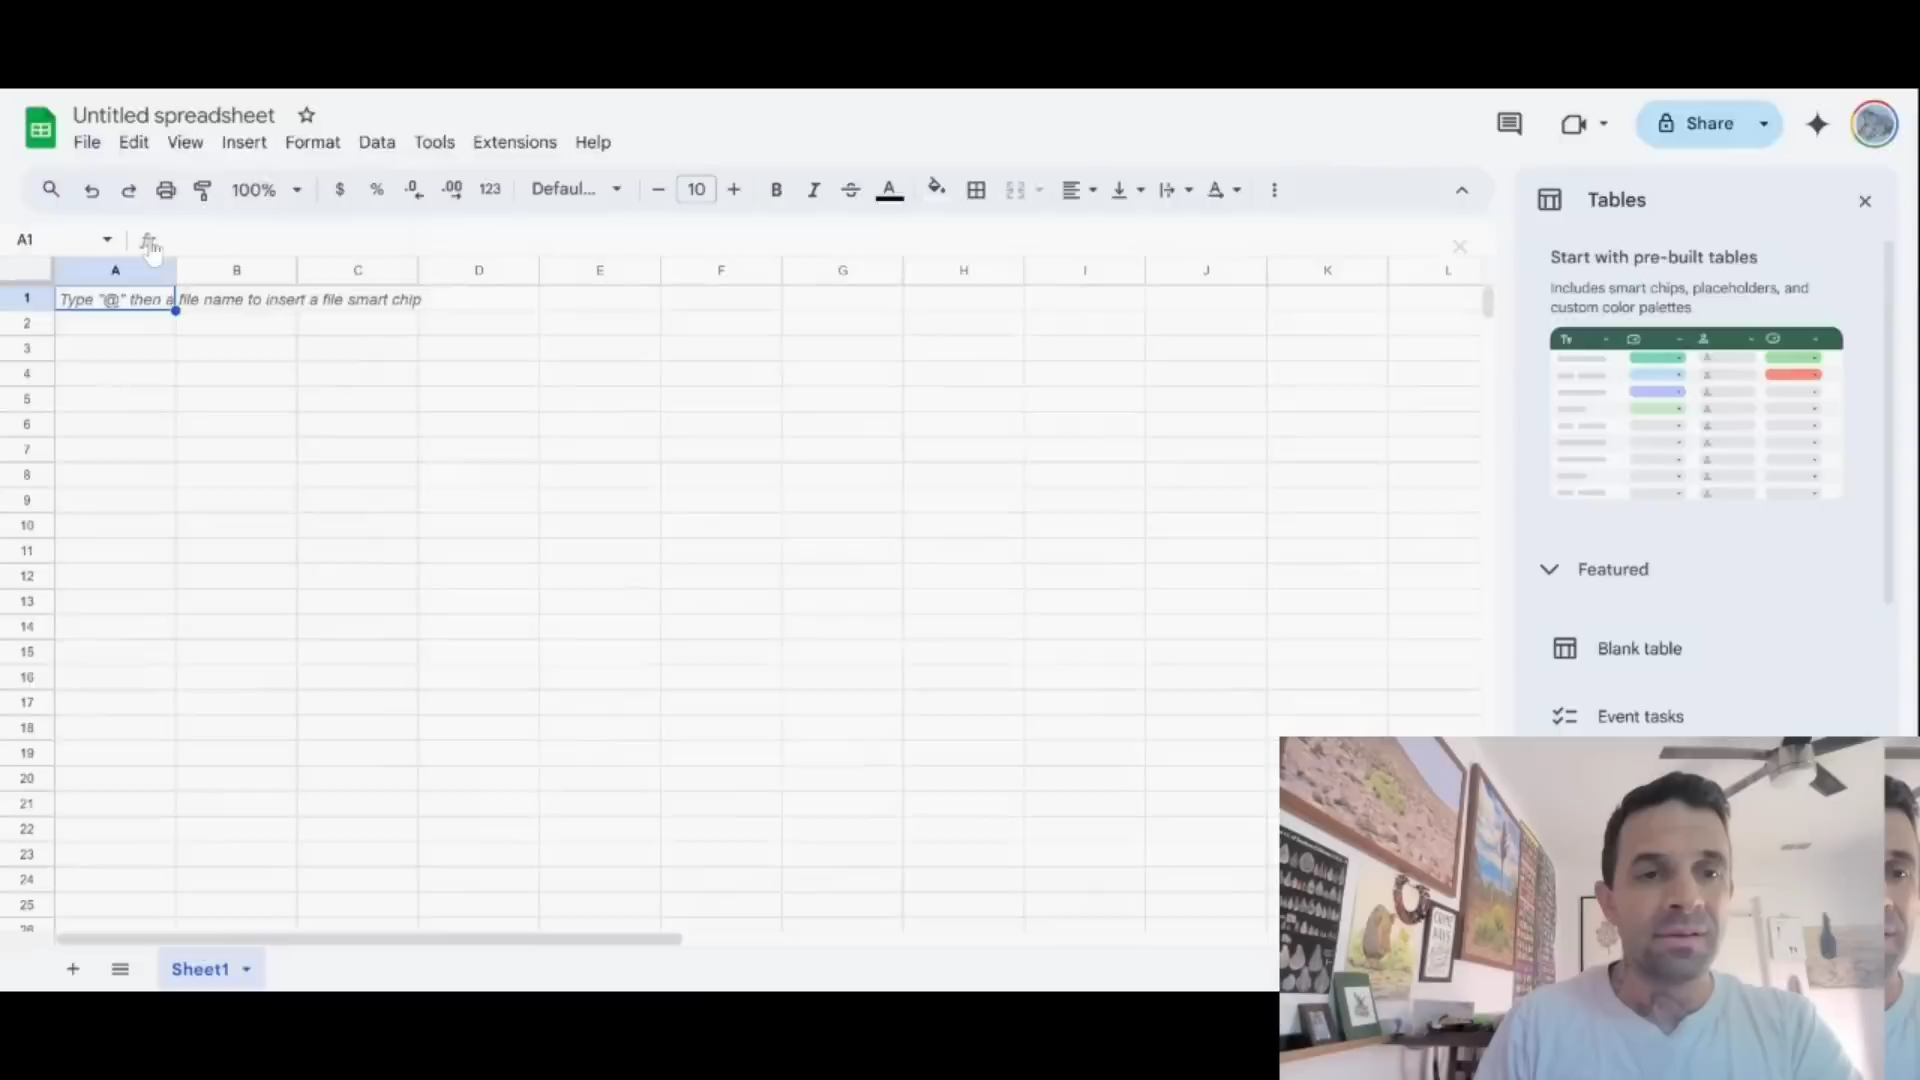 Untitled spreadsheet
File Edit View Insert Format Data Tools Extensions Help
Share
100% $ % .0 .00 123 Defaul... − 10 + B I S A
Tables
A1 fx
A B C D E F G H I J K L
Start with pre-built tables
Includes smart chips, placeholders, and
custom color palettes
1 Type "@" then a file name to insert a file smart chip
2
3
4
5
6
7
8
9
10
11
12
13
14
15
16
17
18
19
20
21
22
23
24
25
26
Featured
Blank table
Event tasks
+ Sheet1